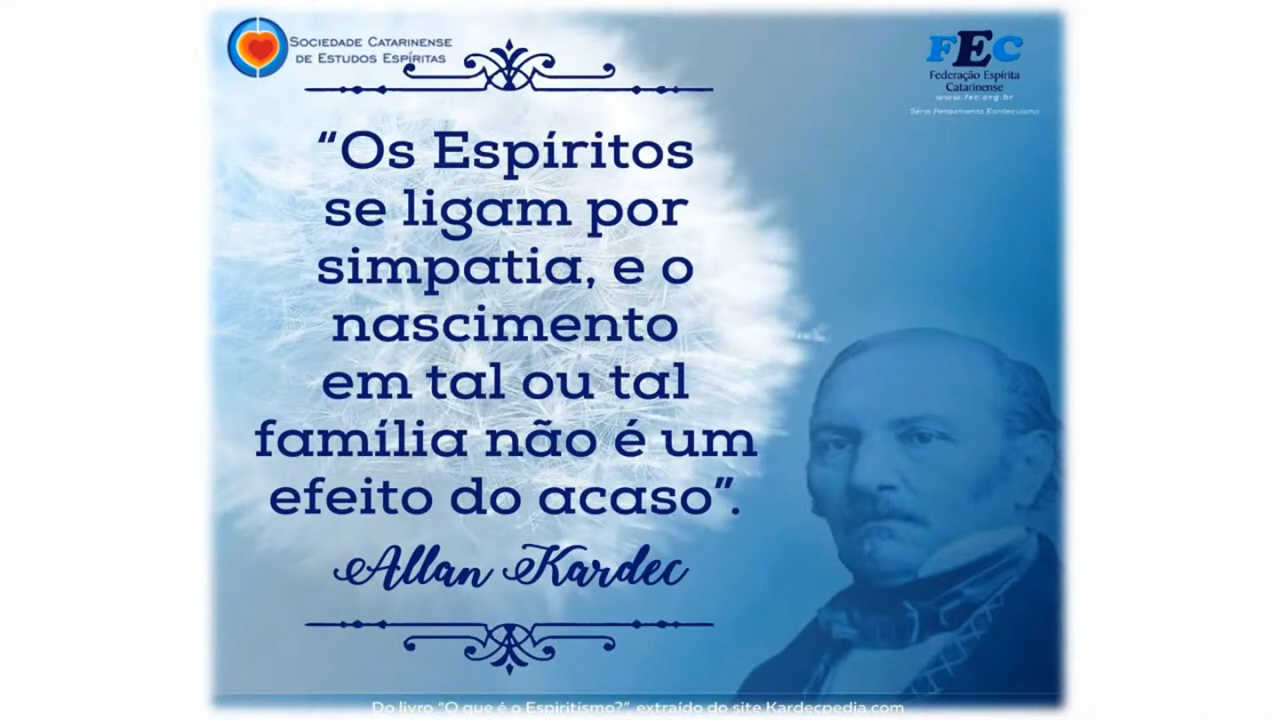 SOCIEDADE CATARINENSE
DE ESTUDOS ESPÍRITAS
FEC
Federação Espírita
Catarinense
www.fec.org.br
Série Pensamento Kardequiano
“Os Espíritos
se ligam por
simpatia, e o
nascimento
em tal ou tal
família não é um
efeito do acaso”.
Allan Kardec
Do livro “O que é o Espiritismo?” extraído do site Kardecpedia.com